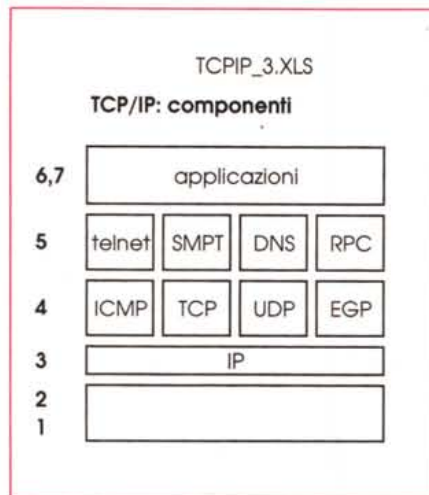 TCPIP_3.XLS
TCP/IP: componenti
6,7 applicazioni
5 telnet SMPT DNS RPC
4 ICMP TCP UDP EGP
3 IP
2
1